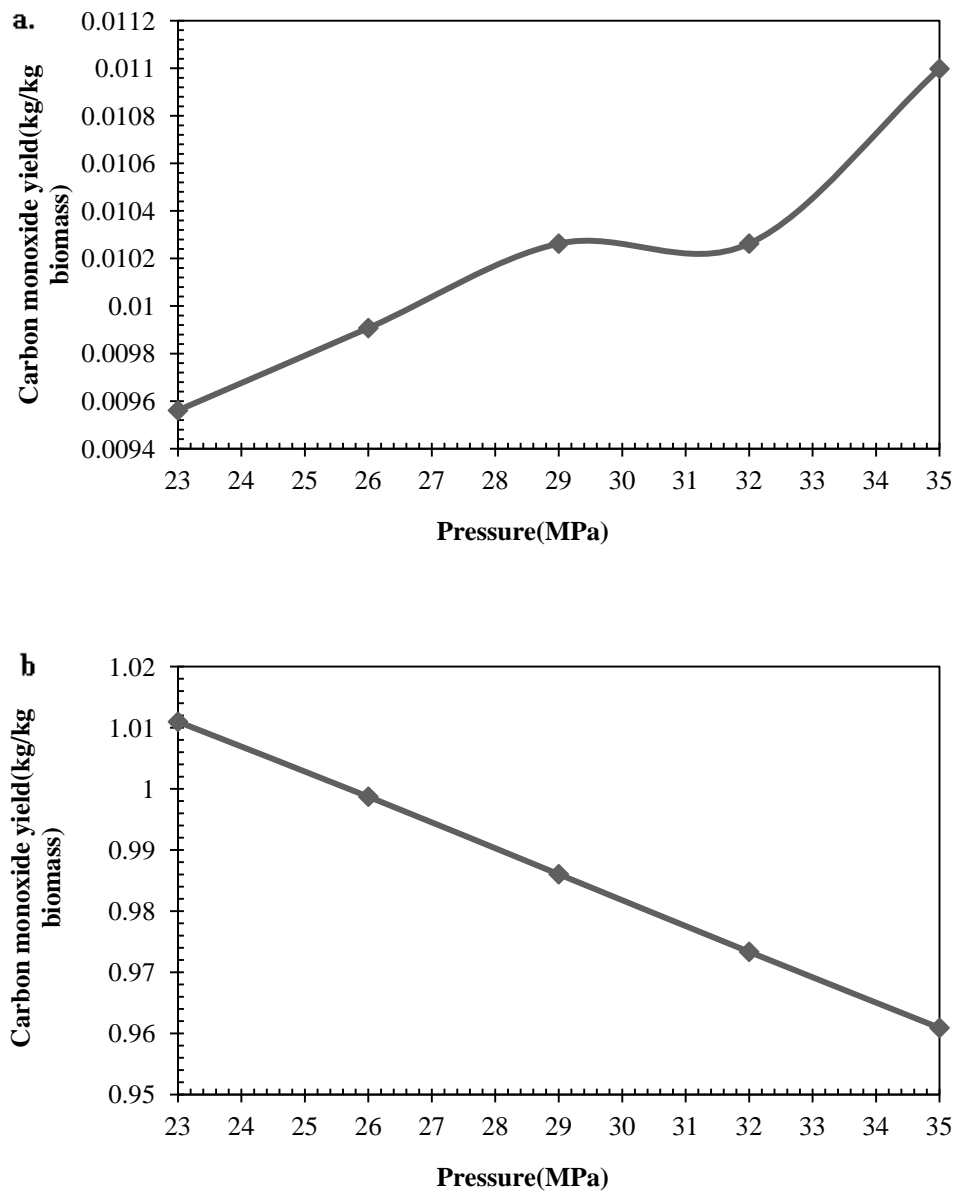 a.
Carbon monoxide yield(kg/kg
biomass)
0.0112
0.011
0.0108
0.0106
0.0104
0.0102
0.01
0.0098
0.0096
0.0094
23 24 25 26 27 28 29 30 31 32 33 34 35
Pressure(MPa)
b
Carbon monoxide yield(kg/kg
biomass)
1.02
1.01
1
0.99
0.98
0.97
0.96
0.95
23 24 25 26 27 28 29 30 31 32 33 34 35
Pressure(MPa)